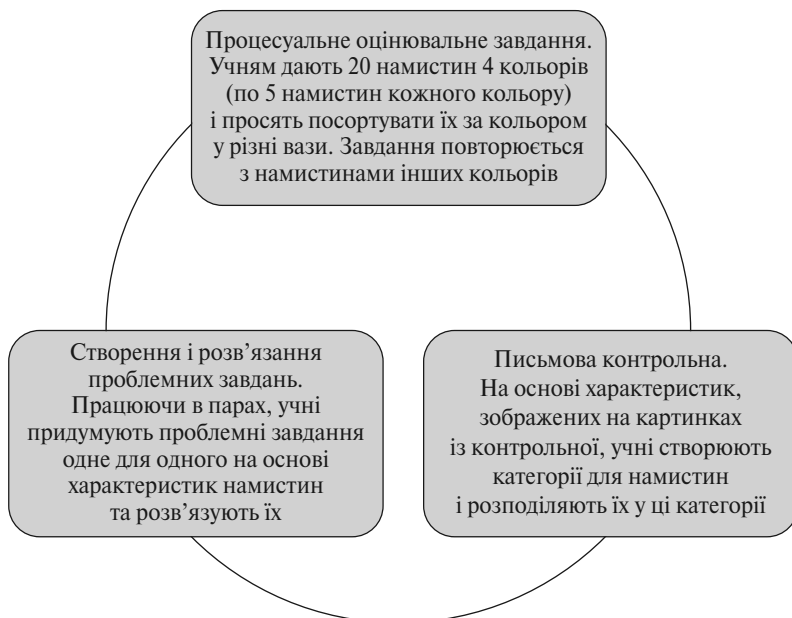 Процесуальне оцінювальне завдання.
Учням дають 20 намистин 4 кольорів
(по 5 намистин кожного кольору)
і просять посортувати їх за кольором
у різні вази. Завдання повторюється
з намистинами інших кольорів
Створення і розв’язання
проблемних завдань.
Працюючи в парах, учні
придумують проблемні завдання
одне для одного на основі
характеристик намистин
та розв’язують їх
Письмова контрольна.
На основі характеристик,
зображених на картинках
із контрольної, учні створюють
категорії для намистин
і розподіляють їх у ці категорії